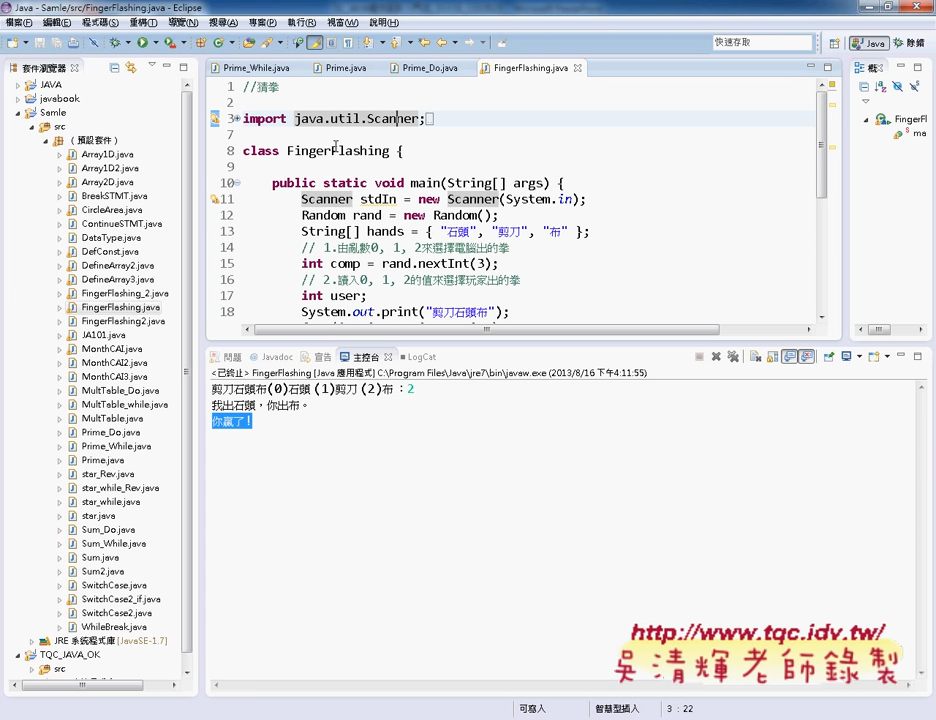 Java - Samle/src/FingerFlashing.java - Eclipse
檔案(F) 編輯(E) 程式碼(S) 重構(T) 導覽(N) 搜尋(A) 專案(P) 執行(R) 視窗(W) 說明(H)
快速存取
Java
除錯
套件瀏覽器
JAVA
javabook
Samle
src
（預設套件）
Array1D.java
Array1D2.java
Array2D.java
BreakSTMT.java
CircleArea.java
ContinueSTMT.java
DataType.java
DefConst.java
DefineArray2.java
DefineArray3.java
FingerFlashing_2.java
FingerFlashing.java
FingerFlashing2.java
JA101.java
MonthCAI.java
MonthCAI2.java
MonthCAI3.java
MultTable_Do.java
MultTable_while.java
MultTable.java
Prime_Do.java
Prime_While.java
Prime.java
star_Rev.java
star_while_Rev.java
star_while.java
star.java
Sum_Do.java
Sum_While.java
Sum.java
Sum2.java
SwitchCase.java
SwitchCase2_if.java
SwitchCase2.java
WhileBreak.java
JRE 系統程式庫 [JavaSE-1.7]
TQC_JAVA_OK
src
Prime_While.java Prime.java Prime_Do.java FingerFlashing.java
1 //猜拳
2
3 import java.util.Scanner;
7
8 class FingerFlashing {
9
10 public static void main(String[] args) {
11 Scanner stdIn = new Scanner(System.in);
12 Random rand = new Random();
13 String[] hands = { "石頭", "剪刀", "布" };
14 // 1.由亂數0, 1, 2來選擇電腦出的拳
15 int comp = rand.nextInt(3);
16 // 2.讀入0, 1, 2的值來選擇玩家出的拳
17 int user;
18 System.out.print("剪刀石頭布");
概
FingerFl
ma
問題 Javadoc 宣告 主控台 LogCat
<已終止> FingerFlashing [Java 應用程式] C:\Program Files\Java\jre7\bin\javaw.exe (2013/8/16 下午4:11:55)
剪刀石頭布(0)石頭 (1)剪刀 (2)布：2
我出石頭，你出布。
你贏了!
http://www.tqc.idv.tw/
吳清輝老師錄製
可寫入 智慧型插入 3 : 22